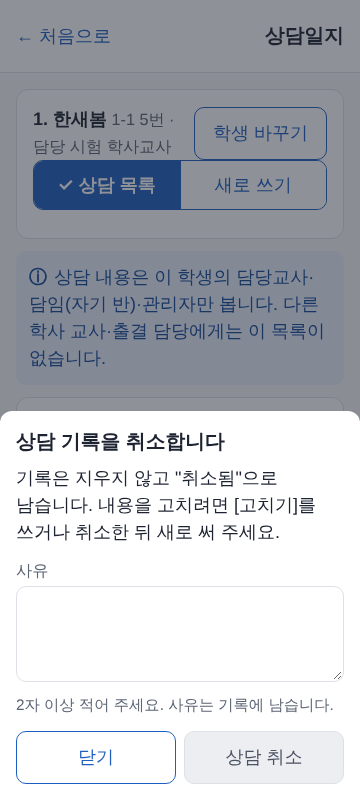 ← 처음으로
상담일지
1. 한새봄 1-1 5번 ·
담당 시험 학사교사
학생 바꾸기
✓ 상담 목록
새로 쓰기
ⓘ 상담 내용은 이 학생의 담당교사·
담임(자기 반)·관리자만 봅니다. 다른
학사 교사·출결 담당에게는 이 목록이
없습니다.
상담 기록을 취소합니다
기록은 지우지 않고 "취소됨"으로
남습니다. 내용을 고치려면 [고치기]를
쓰거나 취소한 뒤 새로 써 주세요.
사유
2자 이상 적어 주세요. 사유는 기록에 남습니다.
닫기
상담 취소